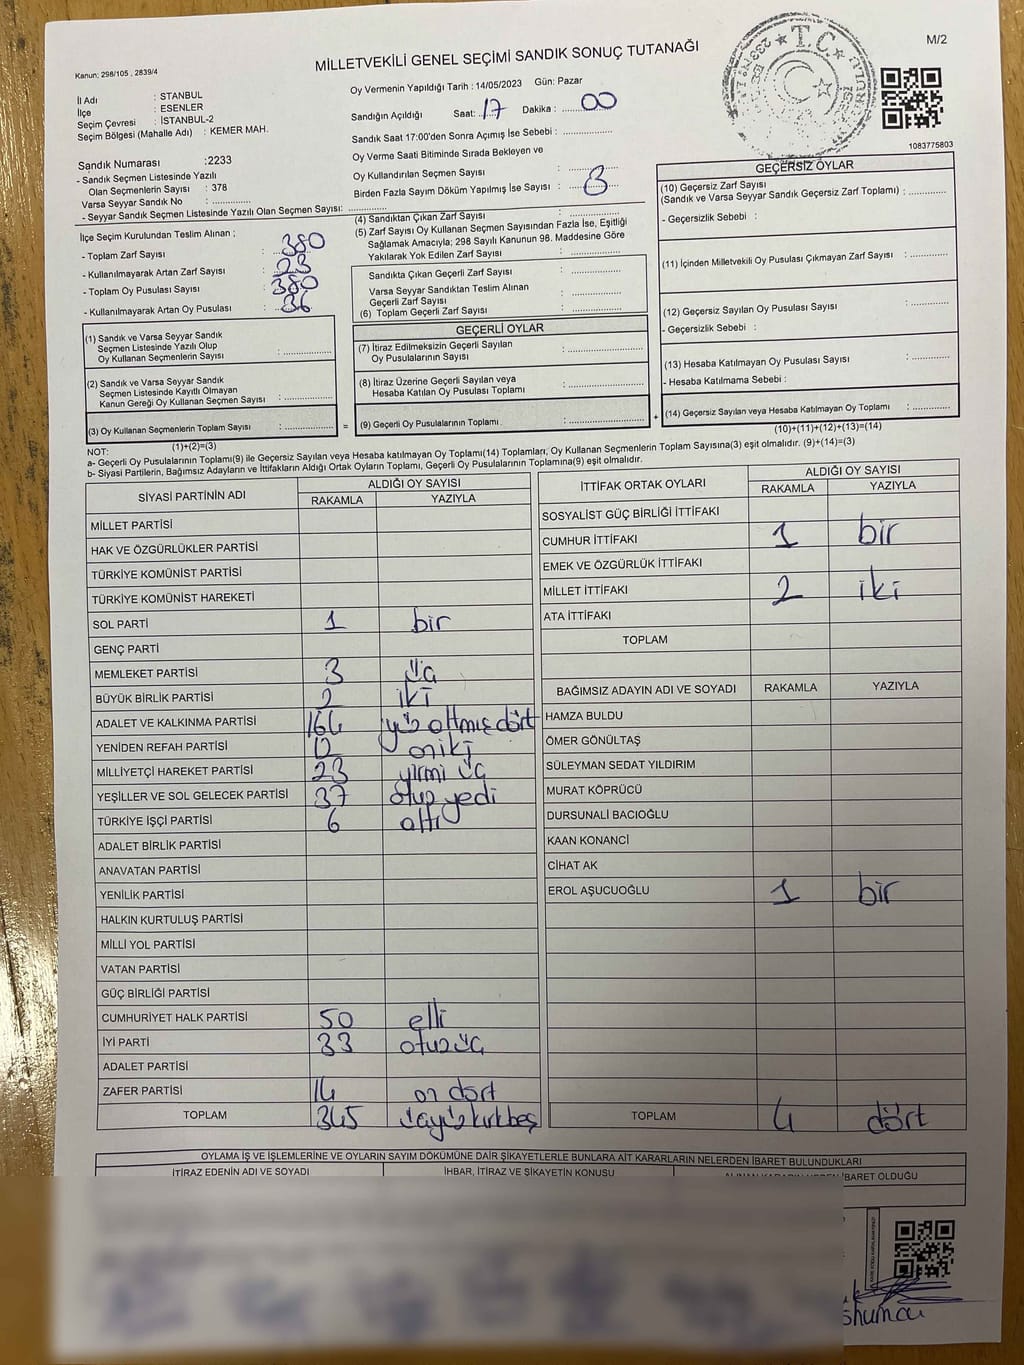 Kanun; 298/105 , 2839/4
MİLLETVEKİLİ GENEL SEÇİMİ SANDIK SONUÇ TUTANAĞI
M/2
T.C.
1083775803
İl Adı : STANBUL
İlçe : ESENLER
Seçim Çevresi : İSTANBUL-2
Seçim Bölgesi (Mahalle Adı) : KEMER MAH.
Sandık Numarası :2233
- Sandık Seçmen Listesinde Yazılı
Olan Seçmenlerin Sayısı : 378
Varsa Seyyar Sandık No : ..............
- Seyyar Sandık Seçmen Listesinde Yazılı Olan Seçmen Sayısı: ..............
Oy Vermenin Yapıldığı Tarih : 14/05/2023 Gün: Pazar
Sandığın Açıldığı Saat: 17 Dakika : 00
Sandık Saat 17:00'den Sonra Açımış İse Sebebi : ..............
Oy Verme Saati Bitiminde Sırada Bekleyen ve
Oy Kullandırılan Seçmen Sayısı : ..............
Birden Fazla Sayım Döküm Yapılmış İse Sayısı :
İlçe Seçim Kurulundan Teslim Alınan ;
- Toplam Zarf Sayısı : 380
- Kullanılmayarak Artan Zarf Sayısı : 23
- Toplam Oy Pusulası Sayısı : 380
- Kullanılmayarak Artan Oy Pusulası : 36
(4) Sandıktan Çıkan Zarf Sayısı : ..............
(5) Zarf Sayısı Oy Kullanan Seçmen Sayısından Fazla İse, Eşitliği
Sağlamak Amacıyla; 298 Sayılı Kanunun 98. Maddesine Göre
Yakılarak Yok Edilen Zarf Sayısı : ..............
Sandıkta Çıkan Geçerli Zarf Sayısı : ..............
Varsa Seyyar Sandıktan Teslim Alınan
Geçerli Zarf Sayısı : ..............
(6) Toplam Geçerli Zarf Sayısı : ..............
GEÇERSİZ OYLAR
(10) Geçersiz Zarf Sayısı
(Sandık ve Varsa Seyyar Sandık Geçersiz Zarf Toplamı) : ..............
- Geçersizlik Sebebi :
(11) İçinden Milletvekili Oy Pusulası Çıkmayan Zarf Sayısı : ..............
(12) Geçersiz Sayılan Oy Pusulası Sayısı : ..............
- Geçersizlik Sebebi :
(13) Hesaba Katılmayan Oy Pusulası Sayısı : ..............
- Hesaba Katılmama Sebebi :
(14) Geçersiz Sayılan veya Hesaba Katılmayan Oy Toplamı : ..............
(10)+(11)+(12)+(13)=(14)
(1) Sandık ve Varsa Seyyar Sandık
Seçmen Listesinde Yazılı Olup
Oy Kullanan Seçmenlerin Sayısı : ..............
(2) Sandık ve Varsa Seyyar Sandık
Seçmen Listesinde Kayıtlı Olmayan
Kanun Gereği Oy Kullanan Seçmen Sayısı : ..............
(3) Oy Kullanan Seçmenlerin Toplam Sayısı : .............. =
(1)+(2)=(3)
GEÇERLİ OYLAR
(7) İtiraz Edilmeksizin Geçerli Sayılan
Oy Pusulalarının Sayısı : ..............
(8) İtiraz Üzerine Geçerli Sayılan veya
Hesaba Katılan Oy Pusulası Toplamı : ..............
(9) Geçerli Oy Pusulalarının Toplamı : .............. +
NOT:
a- Geçerli Oy Pusulalarının Toplamı(9) ile Geçersiz Sayılan veya Hesaba katılmayan Oy Toplamı(14) Toplamları, Oy Kullanan Seçmenlerin Toplam Sayısına(3) eşit olmalıdır. (9)+(14)=(3)
b- Siyasi Partilerin, Bağımsız Adayların ve İttifakların Aldığı Ortak Oyların Toplamı, Geçerli Oy Pusulalarının Toplamına(9) eşit olmalıdır.
SİYASİ PARTİNİN ADI ALDIĞI OY SAYISI
RAKAMLA YAZIYLA
MİLLET PARTİSİ
HAK VE ÖZGÜRLÜKLER PARTİSİ
TÜRKİYE KOMÜNİST PARTİSİ
TÜRKİYE KOMÜNİST HAREKETİ
SOL PARTİ 1 bir
GENÇ PARTİ
MEMLEKET PARTİSİ 3 üç
BÜYÜK BİRLİK PARTİSİ 2 iki
ADALET VE KALKINMA PARTİSİ 164 yüz altmış dört
YENİDEN REFAH PARTİSİ 12 oniki
MİLLİYETÇİ HAREKET PARTİSİ 23 yirmi üç
YEŞİLLER VE SOL GELECEK PARTİSİ 37 otuz yedi
TÜRKİYE İŞÇİ PARTİSİ 6 altı
ADALET BİRLİK PARTİSİ
ANAVATAN PARTİSİ
YENİLİK PARTİSİ
HALKIN KURTULUŞ PARTİSİ
MİLLİ YOL PARTİSİ
VATAN PARTİSİ
GÜÇ BİRLİĞİ PARTİSİ
CUMHURİYET HALK PARTİSİ 50 elli
İYİ PARTİ 33 otuz üç
ADALET PARTİSİ
ZAFER PARTİSİ 14 on dört
TOPLAM 345 üçyüz kırkbeş
İTTİFAK ORTAK OYLARI ALDIĞI OY SAYISI
RAKAMLA YAZIYLA
SOSYALİST GÜÇ BİRLİĞİ İTTİFAKI
CUMHUR İTTİFAKI 1 bir
EMEK VE ÖZGÜRLÜK İTTİFAKI
MİLLET İTTİFAKI 2 iki
ATA İTTİFAKI
TOPLAM
BAĞIMSIZ ADAYIN ADI VE SOYADI RAKAMLA YAZIYLA
HAMZA BULDU
ÖMER GÖNÜLTAŞ
SÜLEYMAN SEDAT YILDIRIM
MURAT KÖPRÜCÜ
DURSUNALİ BACIOĞLU
KAAN KONANCİ
CİHAT AK
EROL AŞUCUOĞLU 1 bir
TOPLAM 4 dört
OYLAMA İŞ VE İŞLEMLERİNE VE OYLARIN SAYIM DÖKÜMÜNE DAİR ŞİKAYETLERLE BUNLARA AİT KARARLARIN NELERDEN İBARET BULUNDUKLARI
İTİRAZ EDENİN ADI VE SOYADI İHBAR, İTİRAZ VE ŞİKAYETİN KONUSU İBARET OLDUĞU